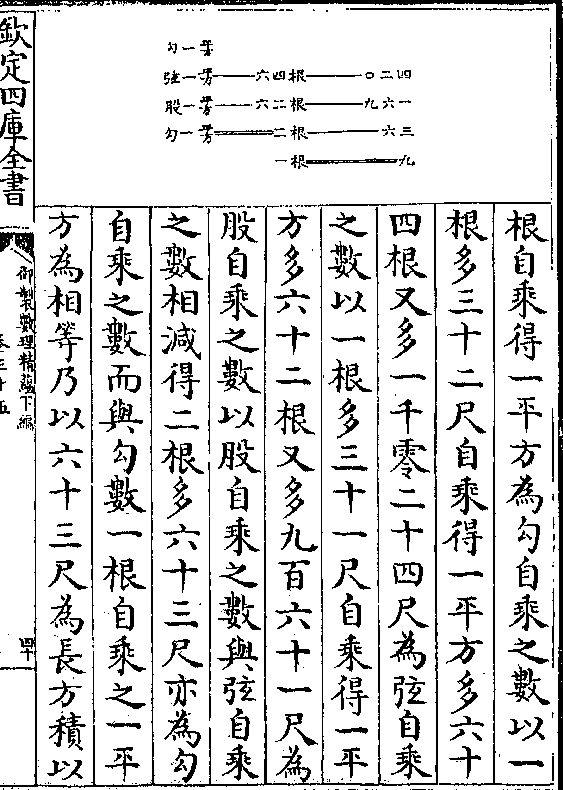 勾一
弦一 六四根 〇二四
股一 六二根 九六一
勾一 二根 六三
一根 九
根自乘得一平方為勾自乘之數以一
根多三十二尺自乘得一平方多六十
四根又多一千零二十四尺為弦自乘
之數以一根多三十一尺自乘得一平
方多六十二根又多九百六十一尺為
股自乘之數以股自乘之數與弦自乘
之數相減得二根多六十三尺亦為勾
自乘之數而與勾數一根自乘之一平
方為相等乃以六十三尺為長方積以
欽定四庫全書
御製數理精蘊下編
卷三十五
四十